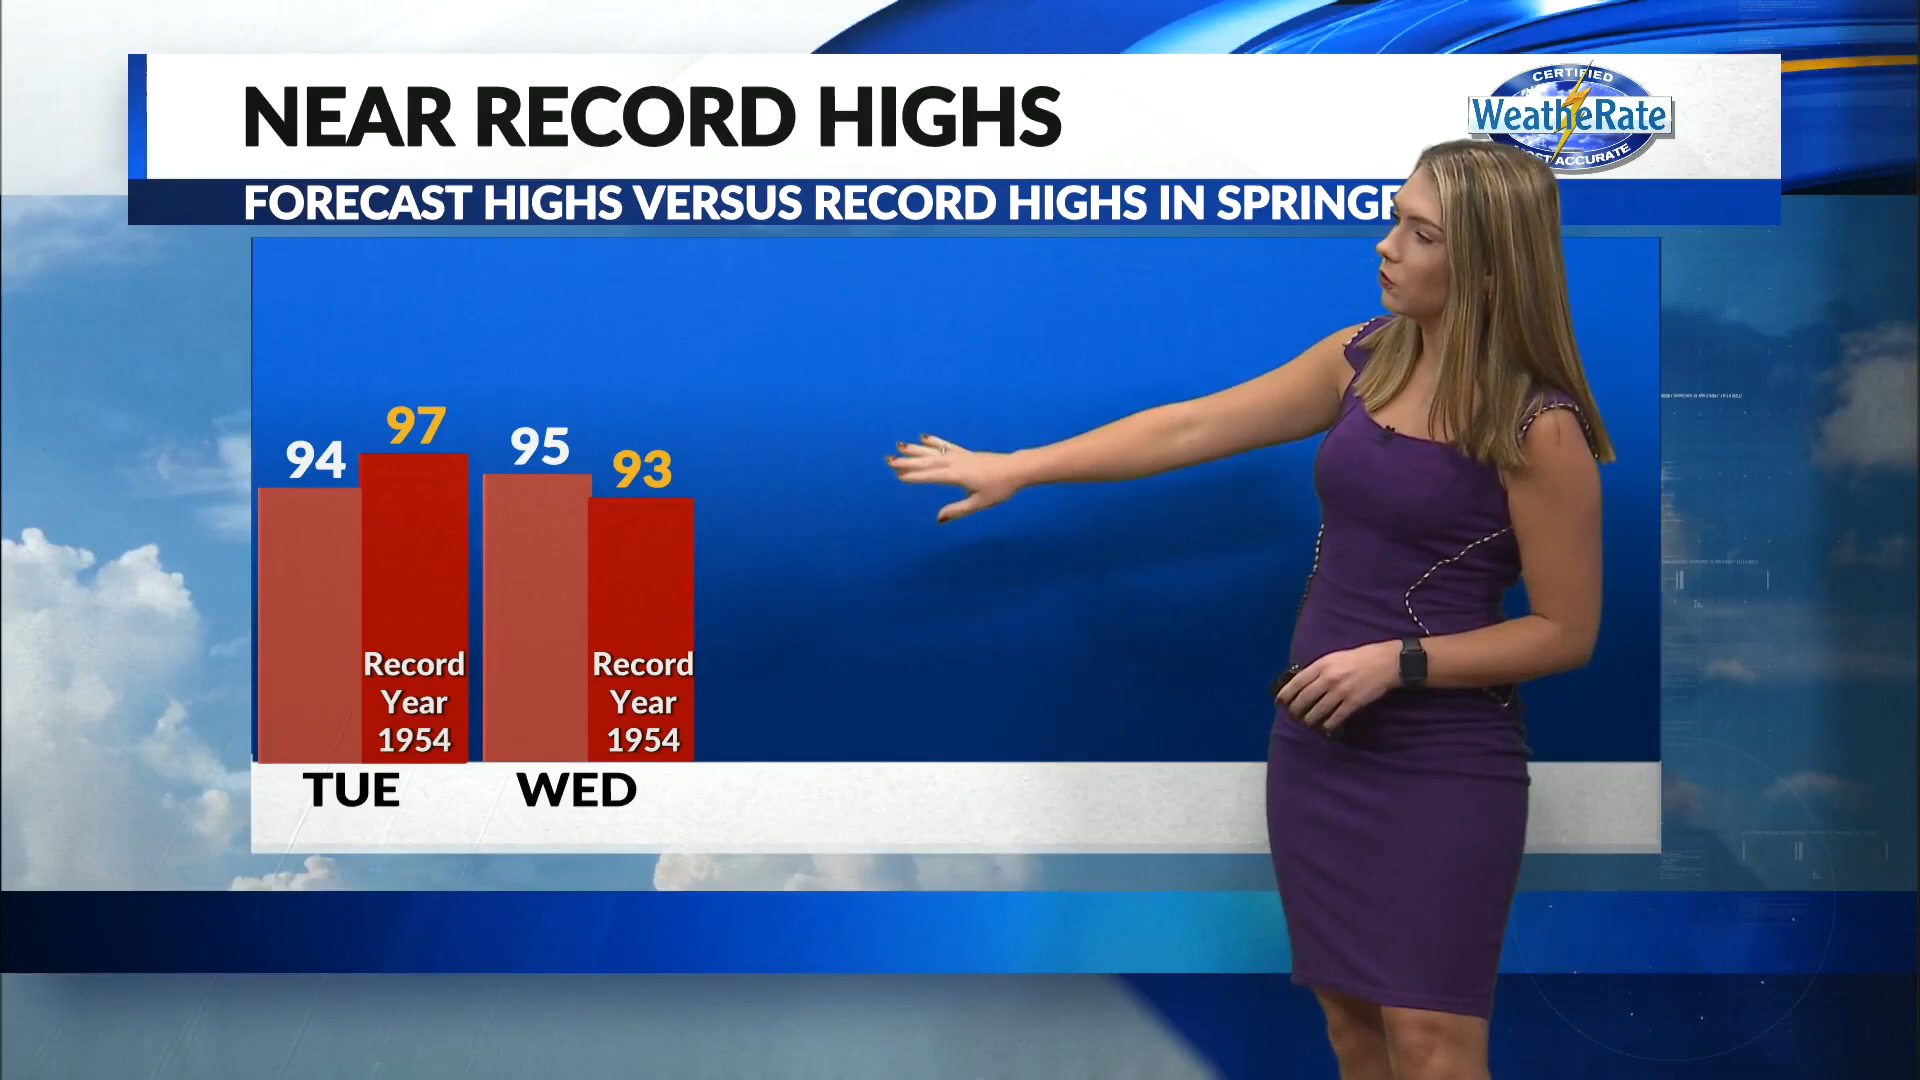 NEAR RECORD HIGHS
CERTIFIED
WeatheRate
ACCURATE
FORECAST HIGHS VERSUS RECORD HIGHS IN
94
97
95
93
Record
Year
1954
Record
Year
1954
TUE
WED